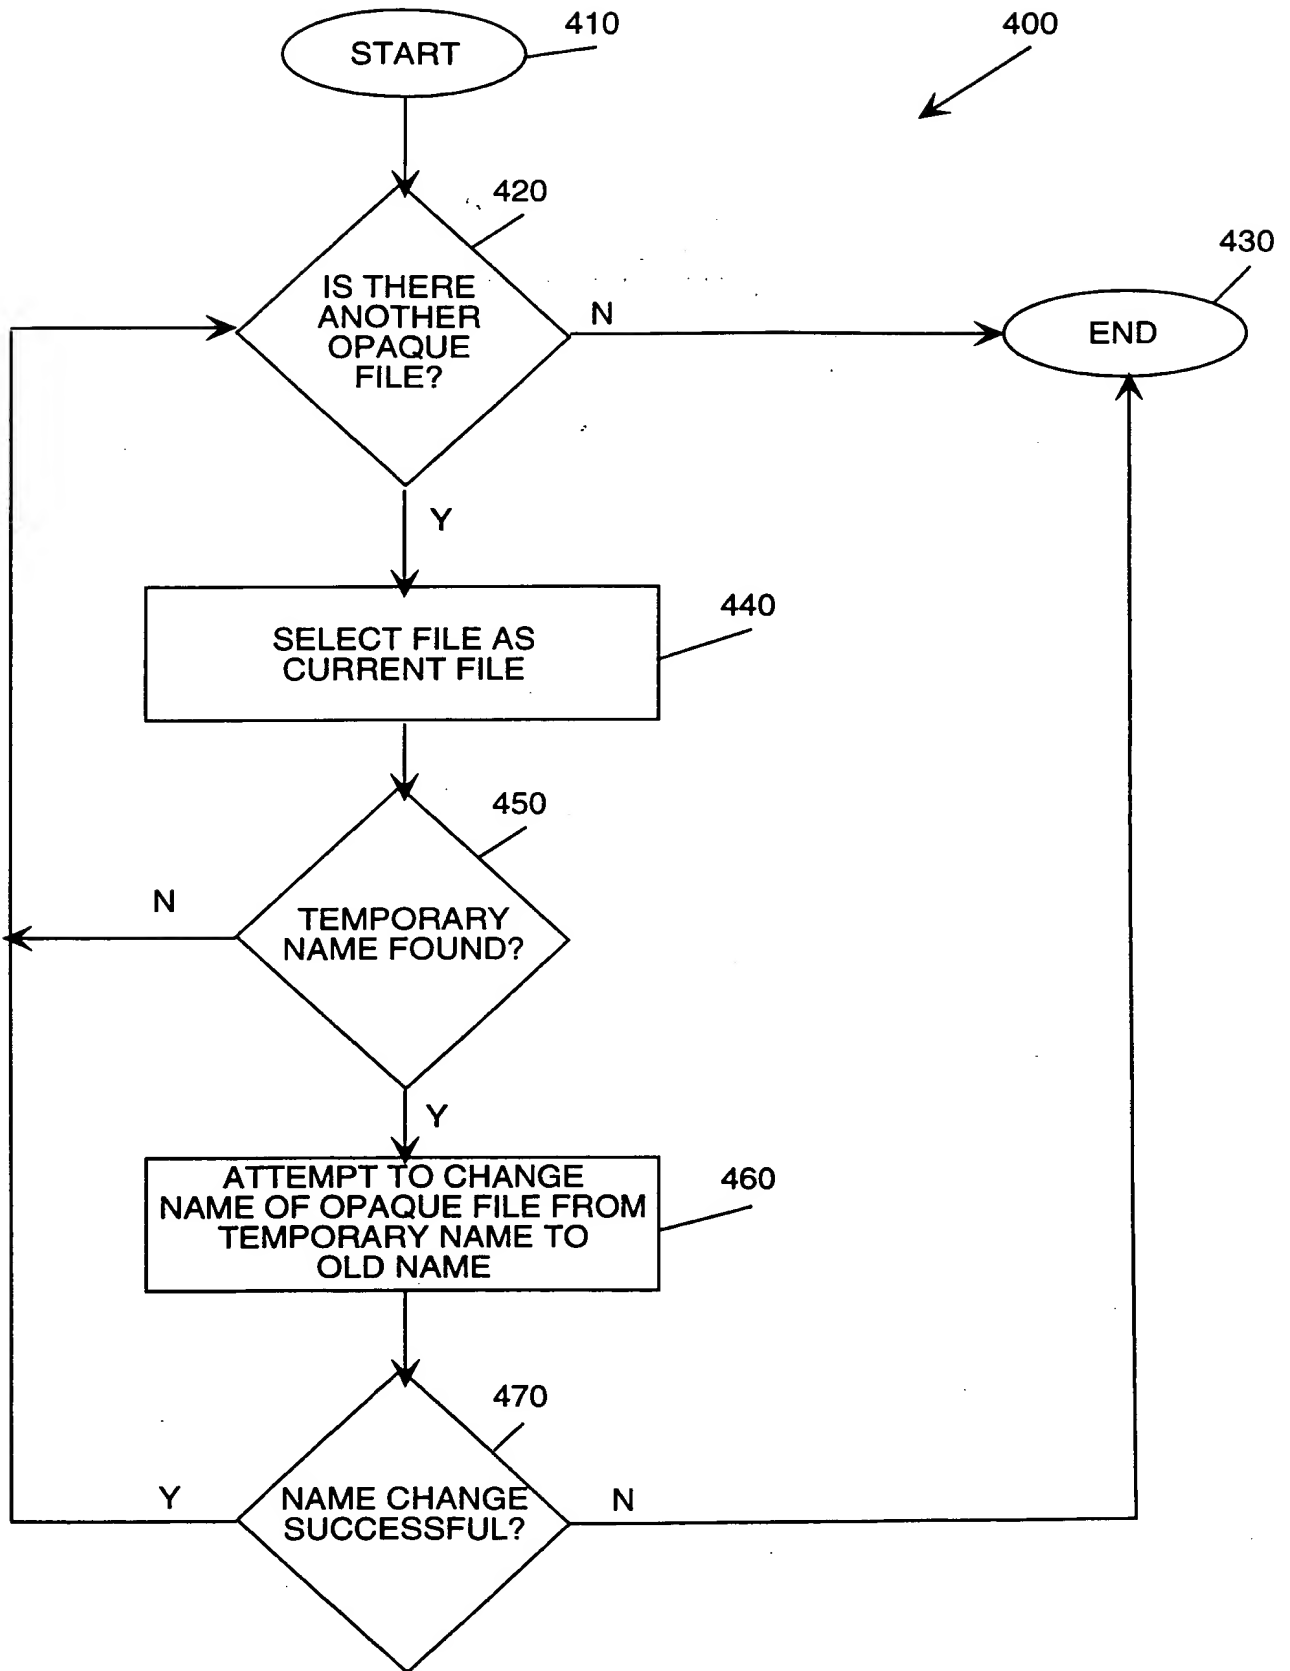 410
400
START
420
430
IS THERE
ANOTHER
OPAQUE
FILE?
N
END
Y
440
SELECT FILE AS
CURRENT FILE
450
N
TEMPORARY
NAME FOUND?
Y
ATTEMPT TO CHANGE
NAME OF OPAQUE FILE FROM
TEMPORARY NAME TO
OLD NAME
460
470
Y
NAME CHANGE
SUCCESSFUL?
N